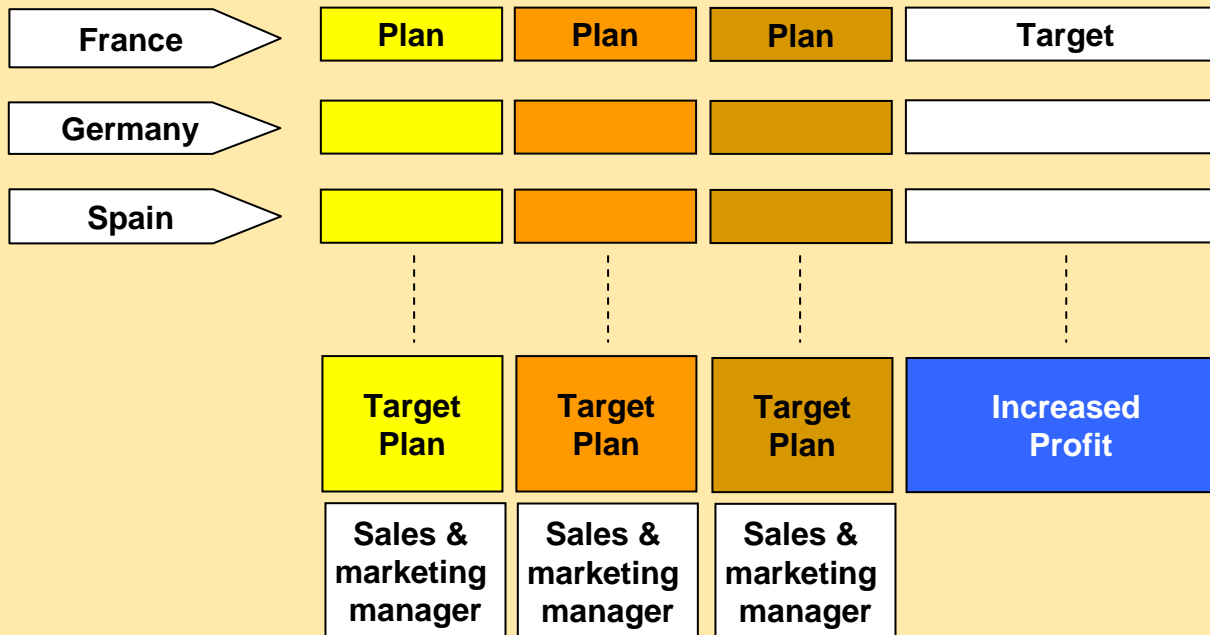 France
Plan
Plan
Plan
Target
Germany
Spain
Target
Plan
Target
Plan
Target
Plan
Increased
Profit
Sales &
marketing
manager
Sales &
marketing
manager
Sales &
marketing
manager